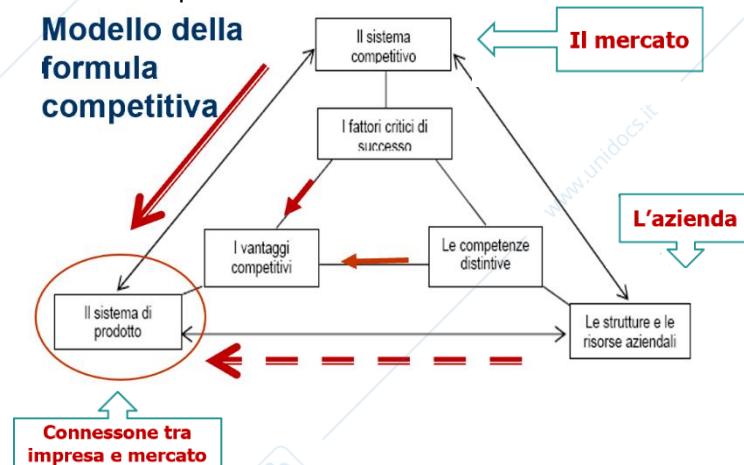 Modello della
formula
competitiva
Il sistema
competitivo
Il mercato
I fattori critici di
successo
www.unidocs.it
L'azienda
I vantaggi
competitivi
Le competenze
distintive
Il sistema di
prodotto
Le strutture e le
risorse aziendali
Connessone tra
impresa e mercato